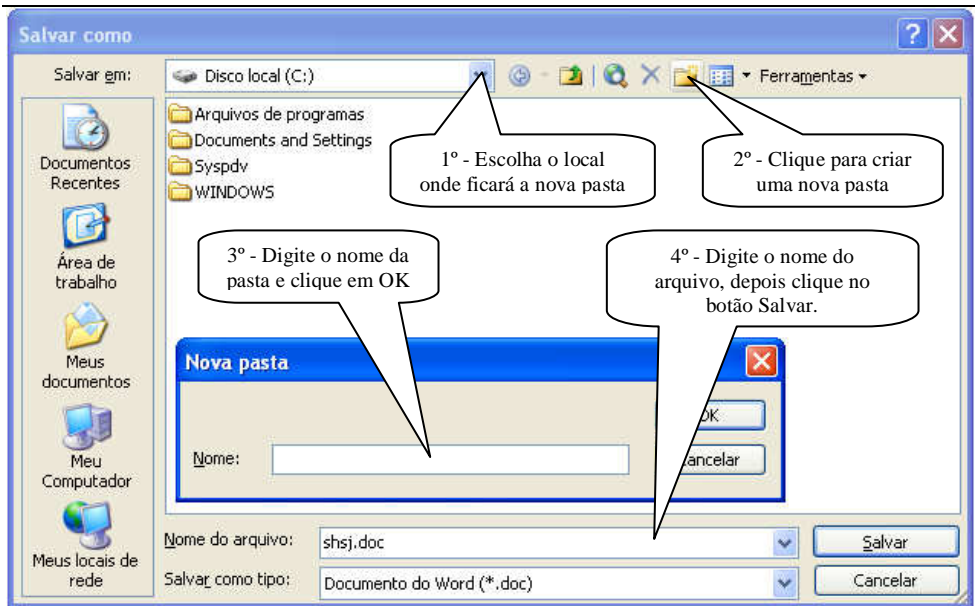 Salvar como
Salvar em:
Disco local (C:)
Ferramentas
Documentos
Recentes
Área de
trabalho
Meus
documentos
Meu
Computador
Meus locais de
rede
Arquivos de programas
Documents and Settings
Syspdv
WINDOWS
1º - Escolha o local
onde ficará a nova pasta
2º - Clique para criar
uma nova pasta
3º - Digite o nome da
pasta e clique em OK
4º - Digite o nome do
arquivo, depois clique no
botão Salvar.
Nova pasta
OK
Nome:
Cancelar
Nome do arquivo:
shsj.doc
Salvar
Salvar como tipo:
Documento do Word (*.doc)
Cancelar